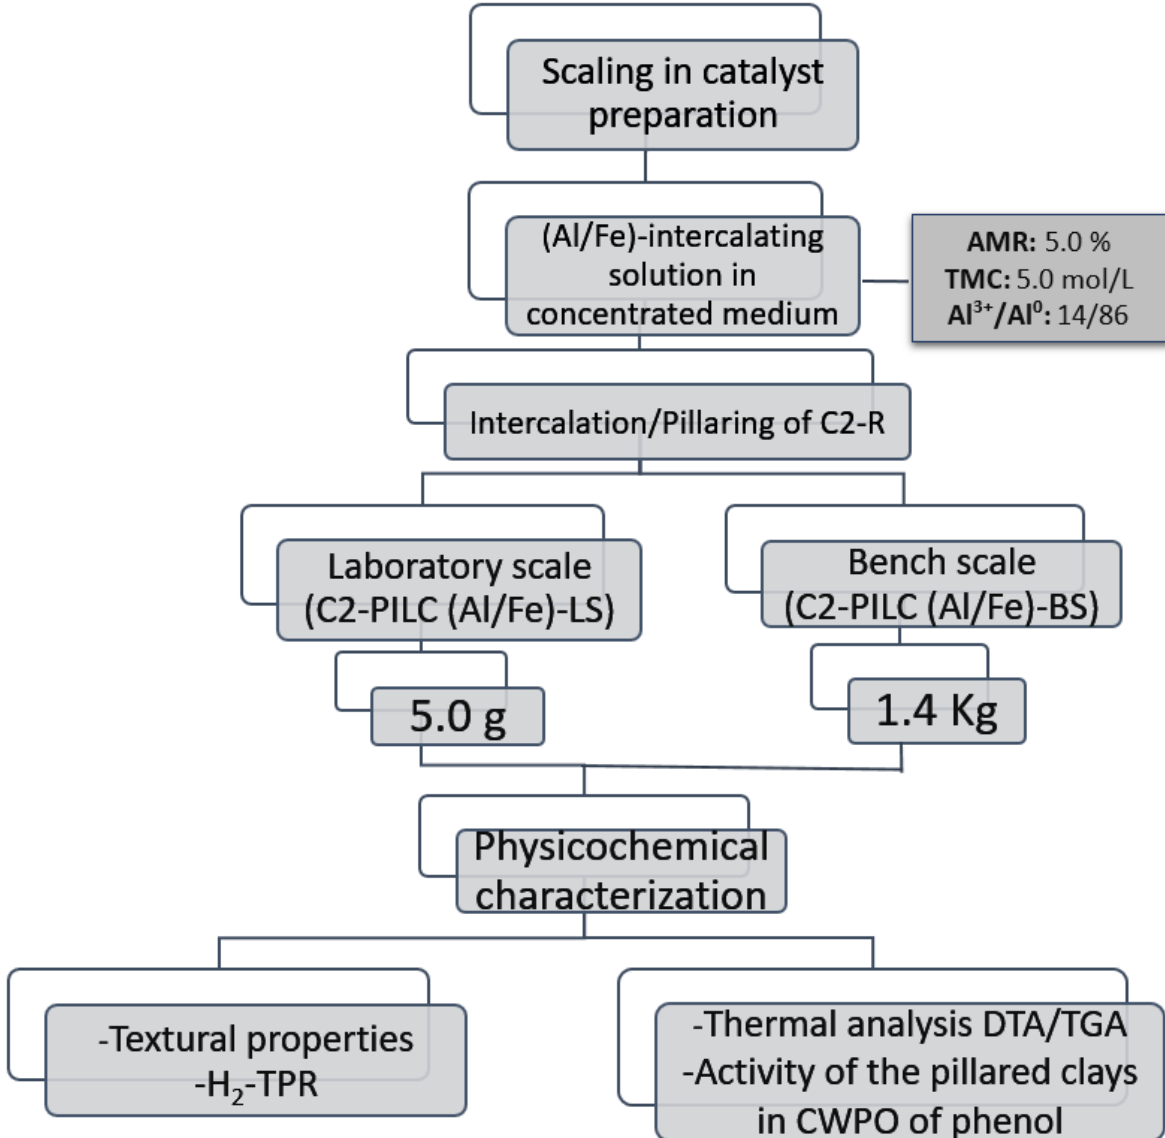 Scaling in catalyst
preparation
(Al/Fe)-intercalating
solution in
concentrated medium
AMR: 5.0 %
TMC: 5.0 mol/L
Al³⁺/Al⁰: 14/86
Intercalation/Pillaring of C2-R
Laboratory scale
(C2-PILC (Al/Fe)-LS)
Bench scale
(C2-PILC (Al/Fe)-BS)
5.0 g
1.4 Kg
Physicochemical
characterization
-Textural properties
-H₂-TPR
-Thermal analysis DTA/TGA
-Activity of the pillared clays
in CWPO of phenol